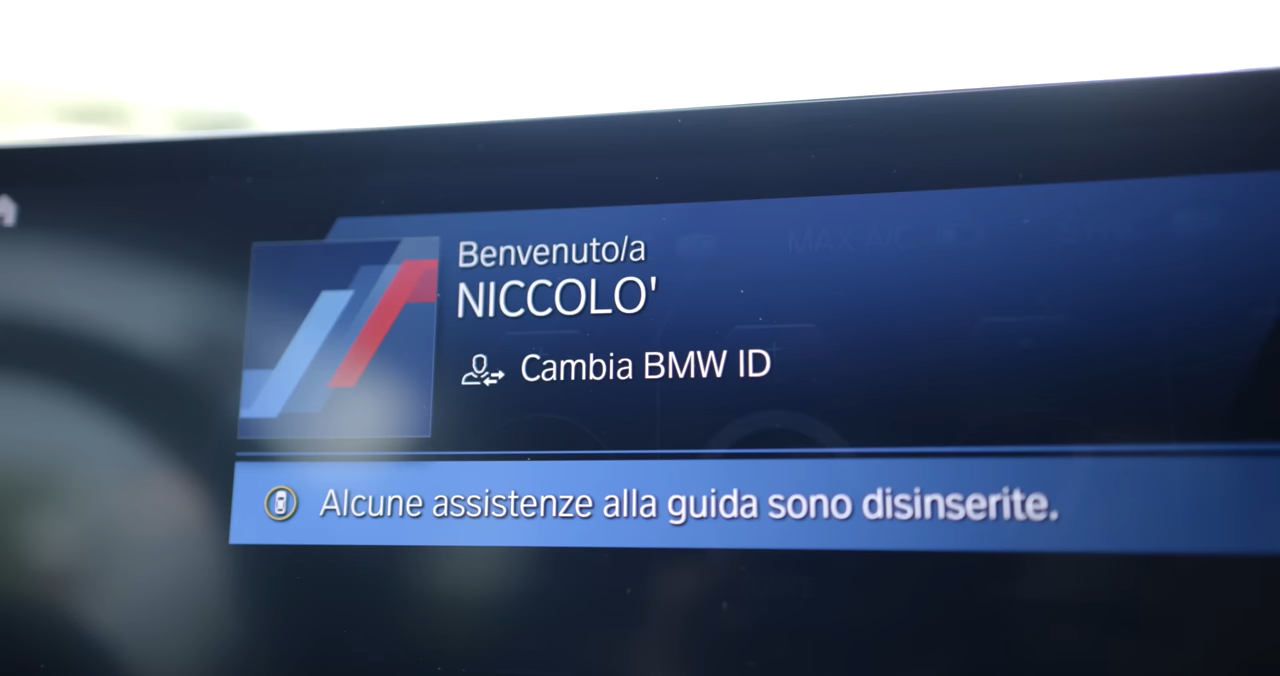 Benvenuto/a
NICCOLO'
Cambia BMW ID
Alcune assistenze alla guida sono disinserite.